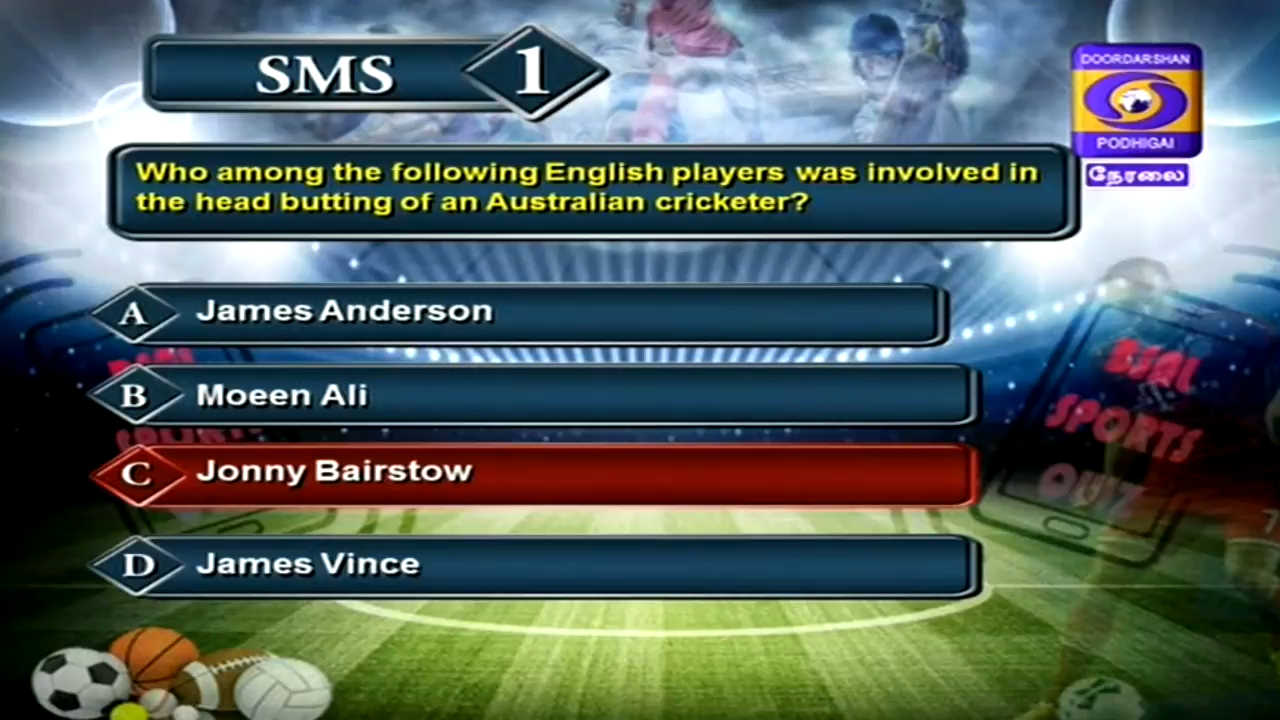 SMS 1
DOORDARSHAN
PODHIGAI
நேரலை
Who among the following English players was involved in
the head butting of an Australian cricketer?
A James Anderson
B Moeen Ali
C Jonny Bairstow
D James Vince
DIAL
SPORTS
QUIZ